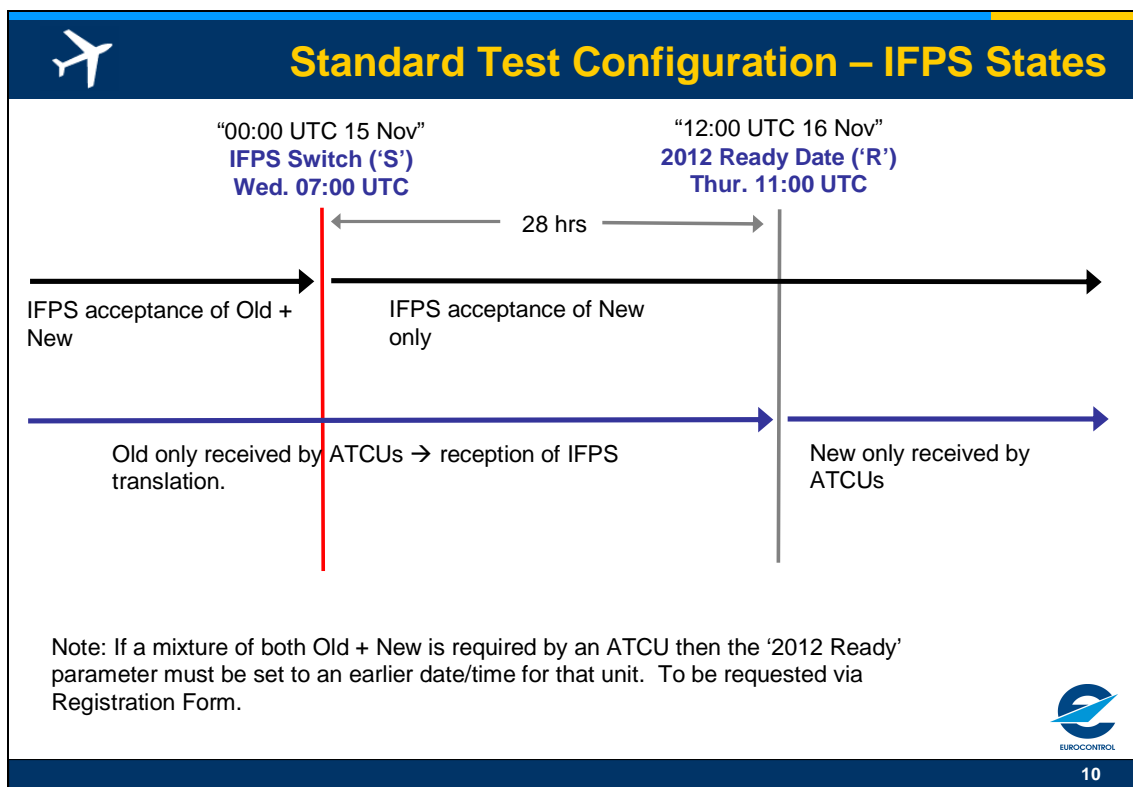 Standard Test Configuration – IFPS States
“00:00 UTC 15 Nov”
IFPS Switch (‘S’)
Wed. 07:00 UTC
“12:00 UTC 16 Nov”
2012 Ready Date (‘R’)
Thur. 11:00 UTC
28 hrs
IFPS acceptance of Old +
New
IFPS acceptance of New
only
Old only received by ATCUs → reception of IFPS
translation.
New only received by
ATCUs
Note: If a mixture of both Old + New is required by an ATCU then the ‘2012 Ready’
parameter must be set to an earlier date/time for that unit.  To be requested via
Registration Form.
EUROCONTROL
10